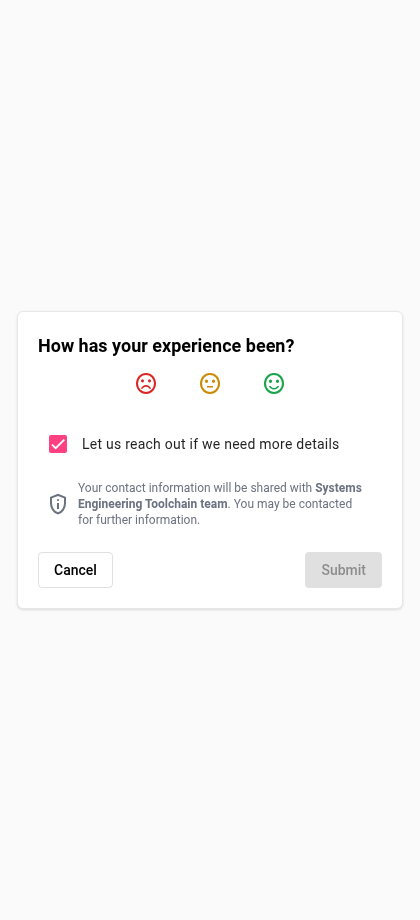 How has your experience been?
Let us reach out if we need more details
Your contact information will be shared with Systems
Engineering Toolchain team. You may be contacted
for further information.
Cancel
Submit